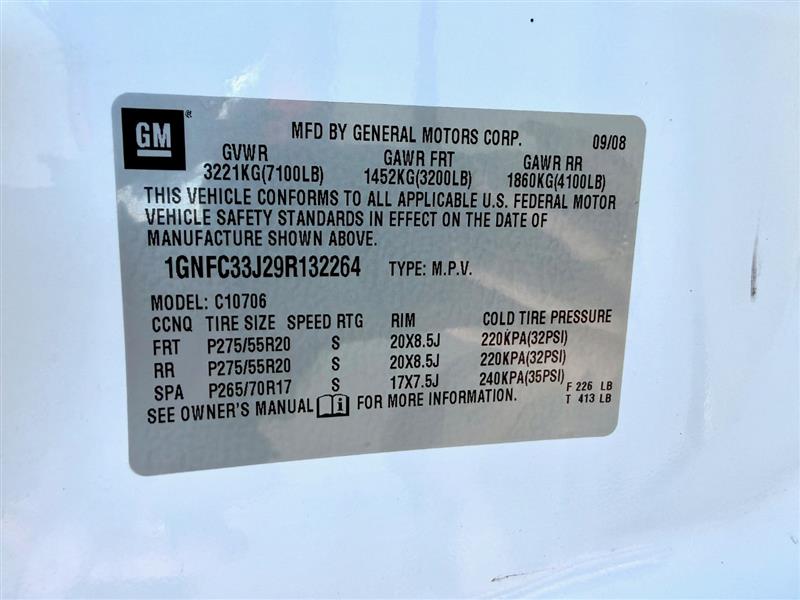 GM ®
MFD BY GENERAL MOTORS CORP. 09/08
GVWR GAWR FRT GAWR RR
3221KG(7100LB) 1452KG(3200LB) 1860KG(4100LB)
THIS VEHICLE CONFORMS TO ALL APPLICABLE U.S. FEDERAL MOTOR
VEHICLE SAFETY STANDARDS IN EFFECT ON THE DATE OF
MANUFACTURE SHOWN ABOVE.
1GNFC33J29R132264 TYPE: M.P.V.
MODEL: C10706
CCNQ TIRE SIZE SPEED RTG RIM COLD TIRE PRESSURE
FRT P275/55R20 S 20X8.5J 220KPA(32PSI)
RR P275/55R20 S 20X8.5J 220KPA(32PSI)
SPA P265/70R17 S 17X7.5J 240KPA(35PSI) F 226 LB
T 413 LB
SEE OWNER'S MANUAL i FOR MORE INFORMATION.